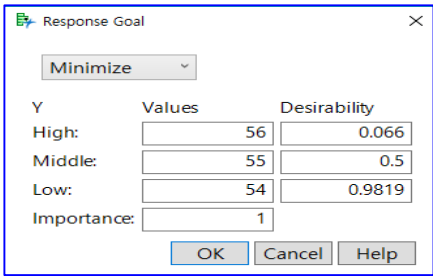 Response Goal
Minimize
Y Values Desirability
High: 56 0.066
Middle: 55 0.5
Low: 54 0.9819
Importance: 1
OK Cancel Help